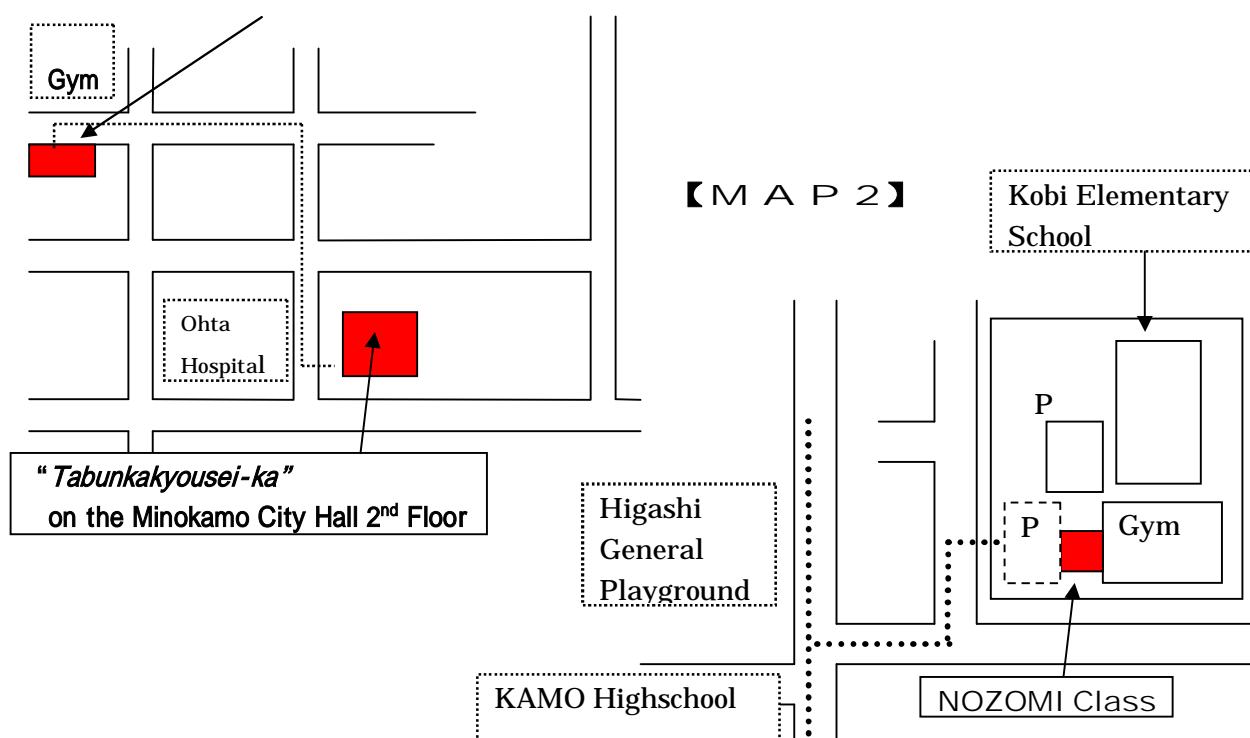 Gym
Ohta
Hospital
“Tabunkakyousei-ka”
on the Minokamo City Hall 2nd Floor
【MAP2】
Kobi Elementary
School
P
P
Gym
Higashi
General
Playground
KAMO Highschool
NOZOMI Class